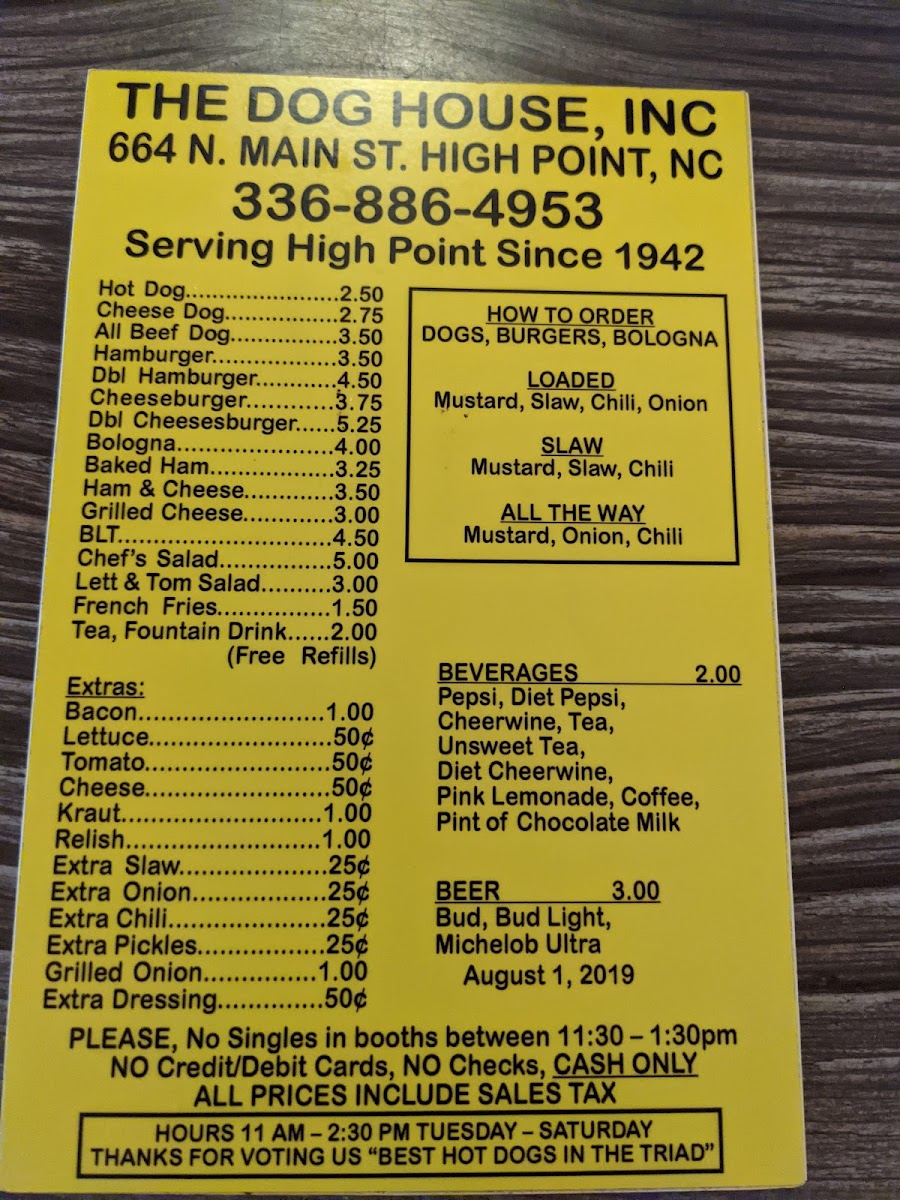 THE DOG HOUSE, INC
664 N. MAIN ST. HIGH POINT, NC
336-886-4953
Serving High Point Since 1942
Hot Dog........................2.50
Cheese Dog..................2.75
All Beef Dog.................3.50
Hamburger....................3.50
Dbl Hamburger.............4.50
Cheeseburger..............3.75
Dbl Cheesesburger......5.25
Bologna.........................4.00
Baked Ham....................3.25
Ham & Cheese..............3.50
Grilled Cheese..............3.00
BLT..................................4.50
Chef's Salad..................5.00
Lett & Tom Salad...........3.00
French Fries..................1.50
Tea, Fountain Drink......2.00
(Free Refills)
Extras:
Bacon.........................1.00
Lettuce........................50¢
Tomato........................50¢
Cheese........................50¢
Kraut...........................1.00
Relish..........................1.00
Extra Slaw...................25¢
Extra Onion..................25¢
Extra Chili.....................25¢
Extra Pickles.................25¢
Grilled Onion...............1.00
Extra Dressing..............50¢
HOW TO ORDER
DOGS, BURGERS, BOLOGNA
LOADED
Mustard, Slaw, Chili, Onion
SLAW
Mustard, Slaw, Chili
ALL THE WAY
Mustard, Onion, Chili
BEVERAGES 2.00
Pepsi, Diet Pepsi,
Cheerwine, Tea,
Unsweet Tea,
Diet Cheerwine,
Pink Lemonade, Coffee,
Pint of Chocolate Milk
BEER 3.00
Bud, Bud Light,
Michelob Ultra
August 1, 2019
PLEASE, No Singles in booths between 11:30 – 1:30pm
NO Credit/Debit Cards, NO Checks, CASH ONLY
ALL PRICES INCLUDE SALES TAX
HOURS 11 AM – 2:30 PM TUESDAY – SATURDAY
THANKS FOR VOTING US "BEST HOT DOGS IN THE TRIAD"